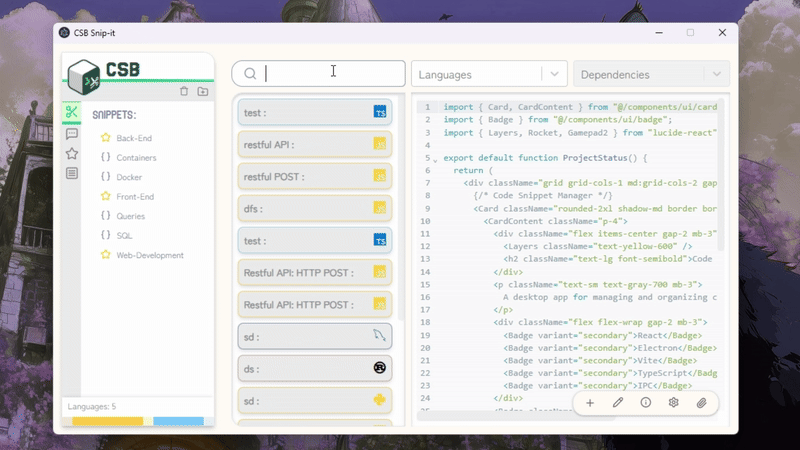 CSB Snip-it
CSB
SNIPPETS:
Back-End
Containers
Docker
Front-End
Queries
SQL
Web-Development
Languages: 5
Languages
Dependencies
test :
TS
restful API :
JS
restful POST :
JS
dfs :
JS
test :
TS
Restful API: HTTP POST :
JS
Restful API: HTTP POST :
JS
sd :
ds :
sd :
1 import { Card, CardContent } from "@/components/ui/card
2 import { Badge } from "@/components/ui/badge";
3 import { Layers, Rocket, Gamepad2 } from "lucide-react"
4
5 export default function ProjectStatus() {
6 return (
7 <div className="grid grid-cols-1 md:grid-cols-2 gap
8 {/* Code Snippet Manager */}
9 <Card className="rounded-2xl shadow-md border bor
10 <CardContent className="p-4">
11 <div className="flex items-center gap-2 mb-3"
12 <Layers className="text-yellow-600" />
13 <h2 className="text-lg font-semibold">Code
14 </div>
15 <p className="text-sm text-gray-700 mb-3">
16 A desktop app for managing and organizing c
17 </p>
18 <div className="flex flex-wrap gap-2 mb-3">
19 <Badge variant="secondary">React</Badge>
20 <Badge variant="secondary">Electron</Badge>
21 <Badge variant="secondary">Vite</Badge>
22 <Badge variant="secondary">TypeScript</Badg
23 <Badge variant="secondary">IPC</Badge>
24 </div>